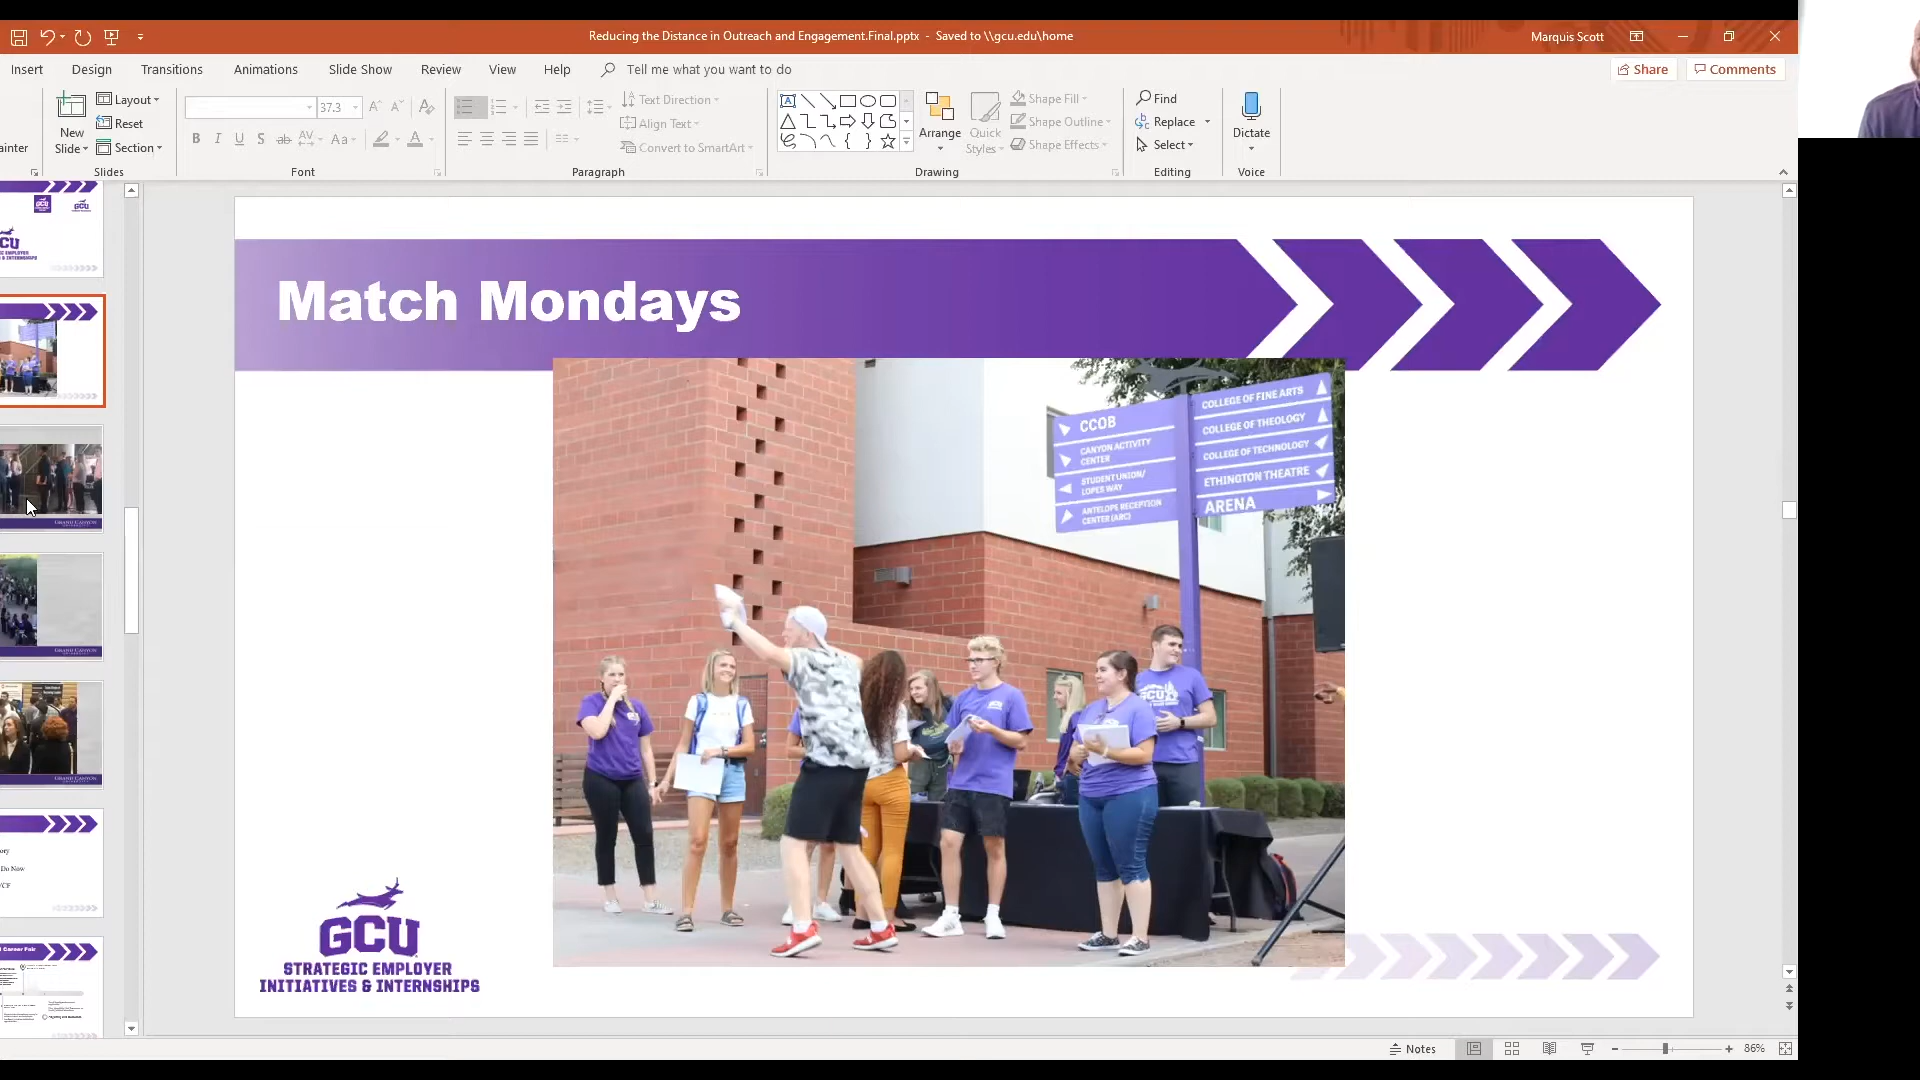 Reducing the Distance in Outreach and Engagement.Final.pptx - Saved to \\gcu.edu\home
Marquis Scott
Insert Design Transitions Animations Slide Show Review View Help Tell me what you want to do
Share Comments
New Slide
Layout
Reset
Section
Slides
37.3
Font
Text Direction
Align Text
Convert to SmartArt
Paragraph
Arrange
Quick Styles
Shape Fill
Shape Outline
Shape Effects
Drawing
Find
Replace
Select
Editing
Dictate
Voice
Match Mondays
CCOB
CANYON ACTIVITY
CENTER
STUDENT UNION/
LOPES WAY
ANTELOPE RECEPTION
CENTER (ARC)
COLLEGE OF FINE ARTS
COLLEGE OF THEOLOGY
COLLEGE OF TECHNOLOGY
ETHINGTON THEATRE
ARENA
GCU
STRATEGIC EMPLOYER
INITIATIVES & INTERNSHIPS
Notes
86%